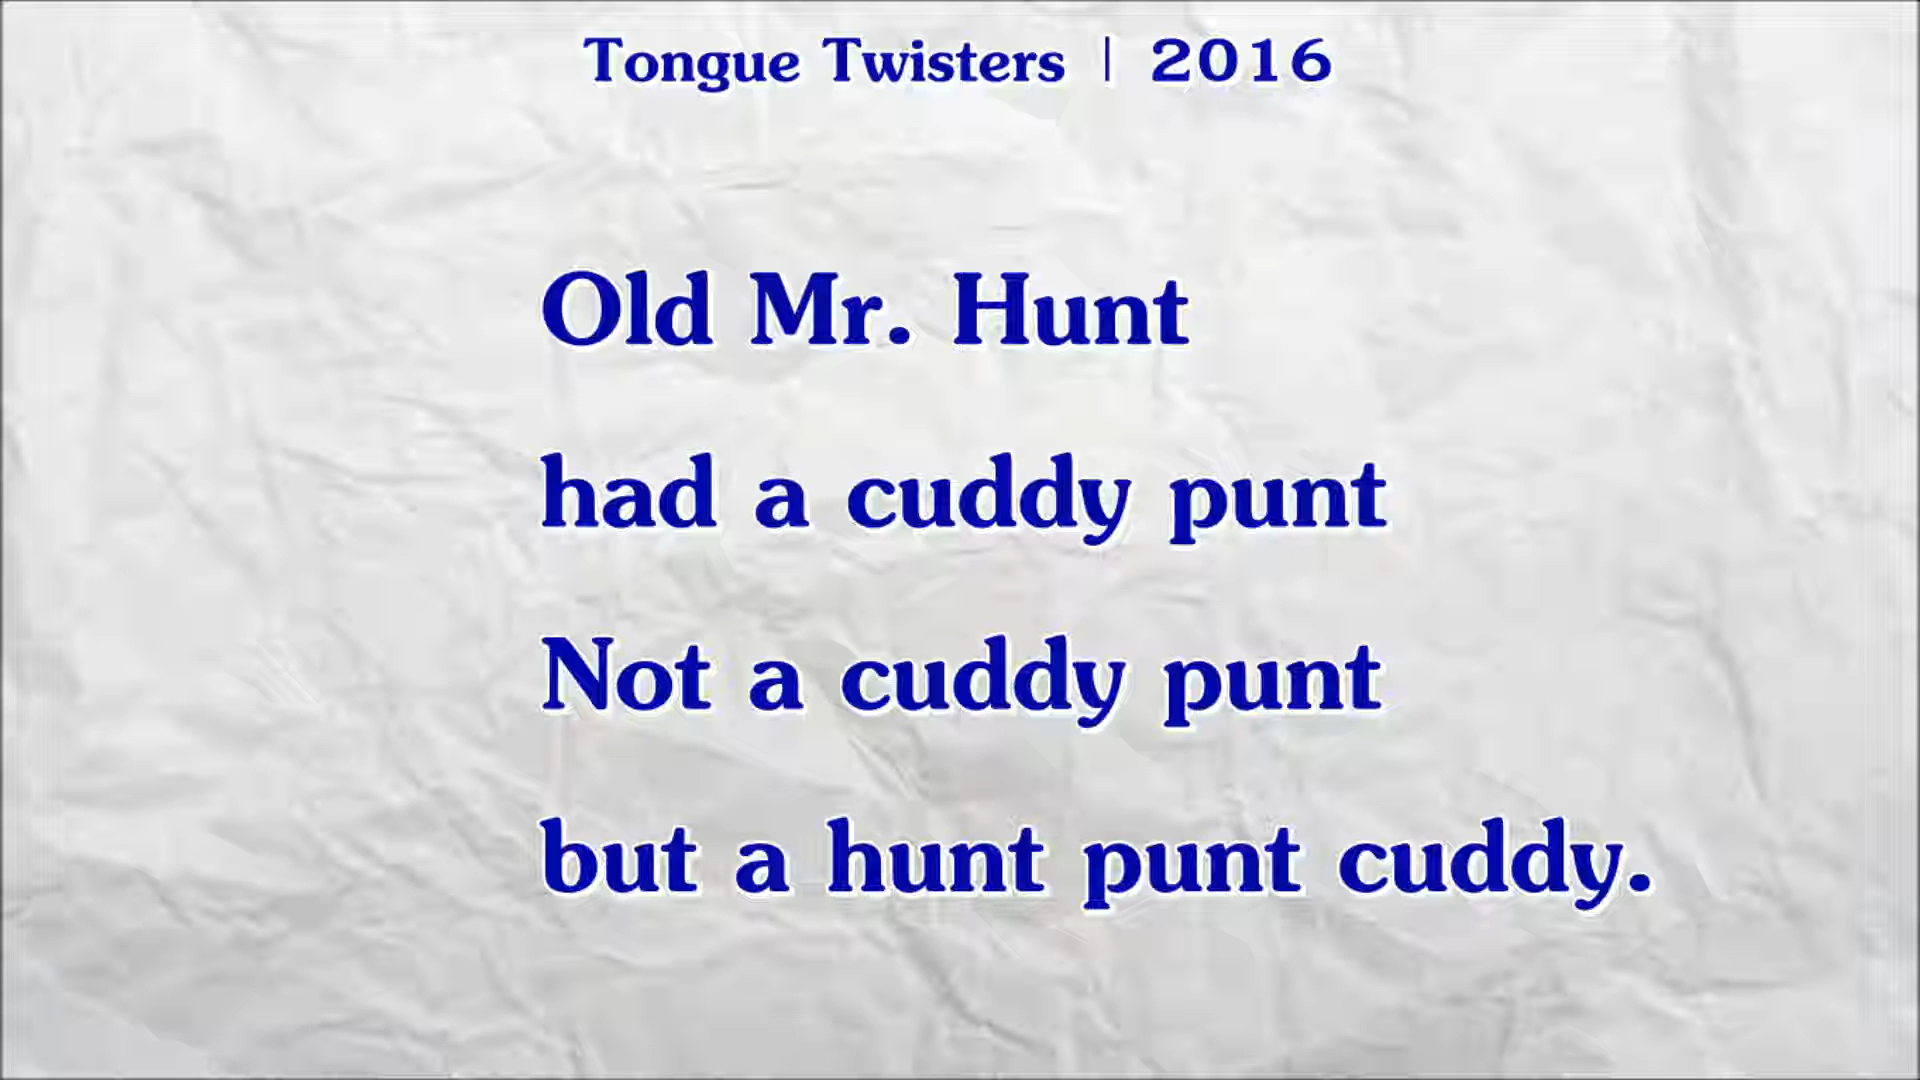 Tongue Twisters | 2016
Old Mr. Hunt
had a cuddy punt
Not a cuddy punt
but a hunt punt cuddy.